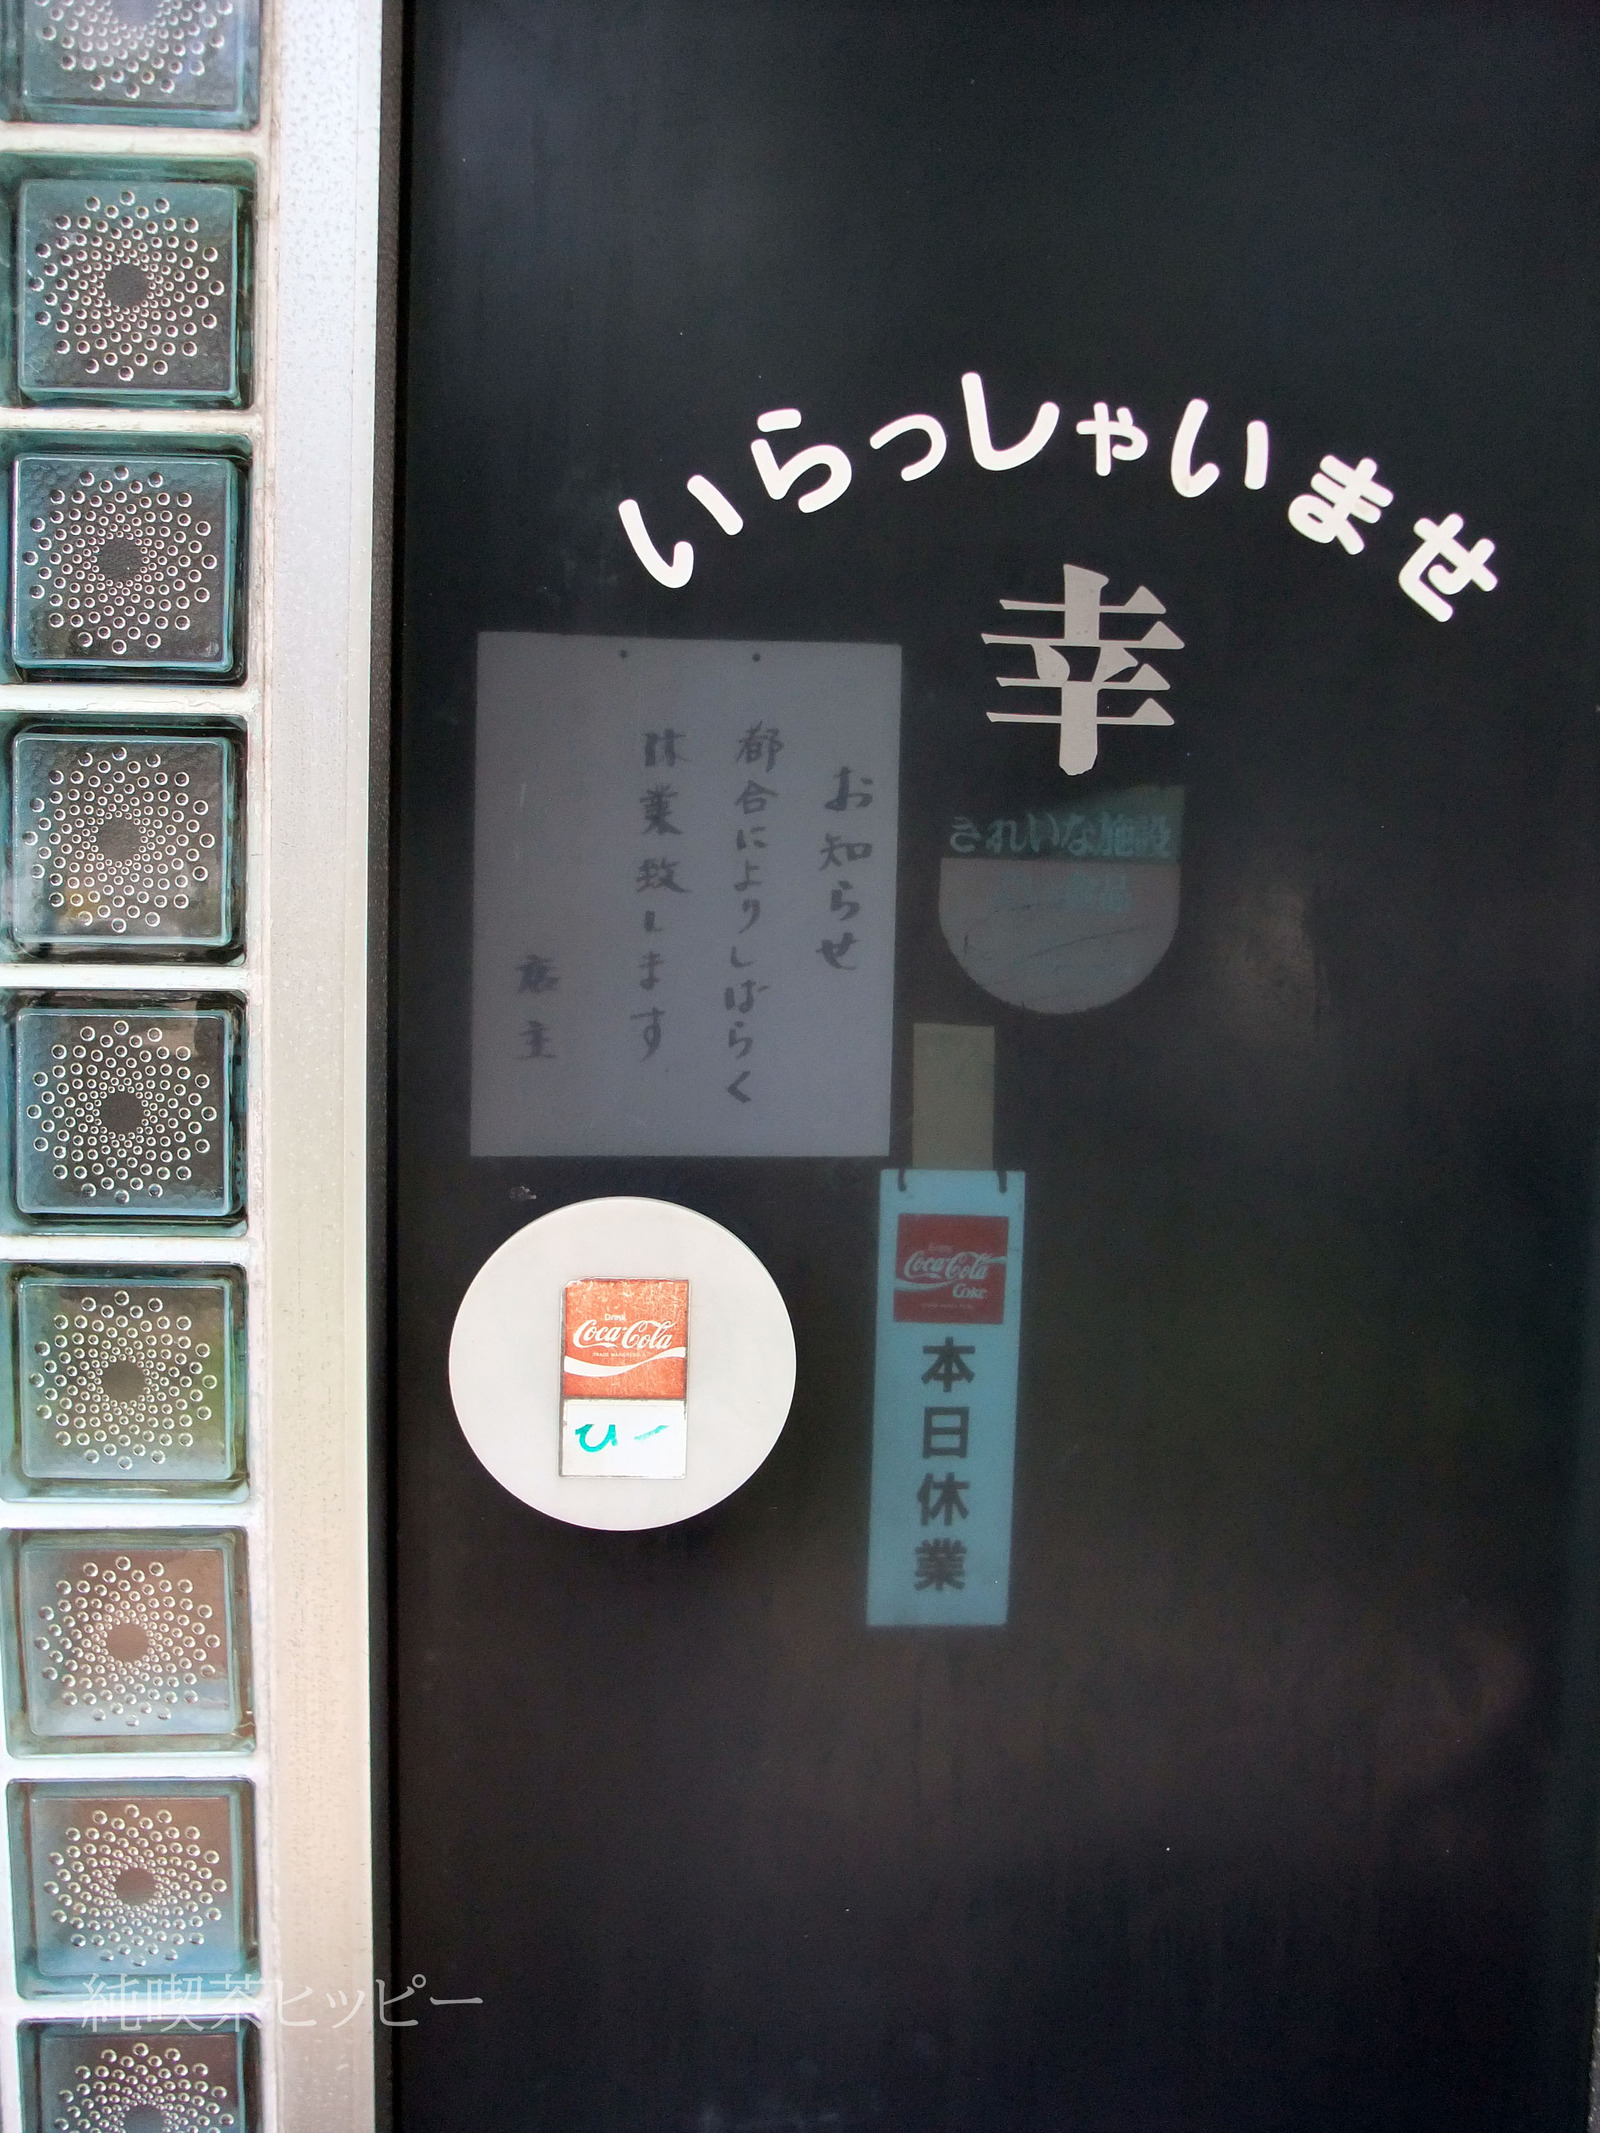 いらっしゃいませ
幸
お知らせ
都合によりしばらく
休業致します
店主
きれいな施設
Drink
Coca-Cola
Coke
本日休業
Drink
Coca-Cola
ひー
純喫茶ヒッピー